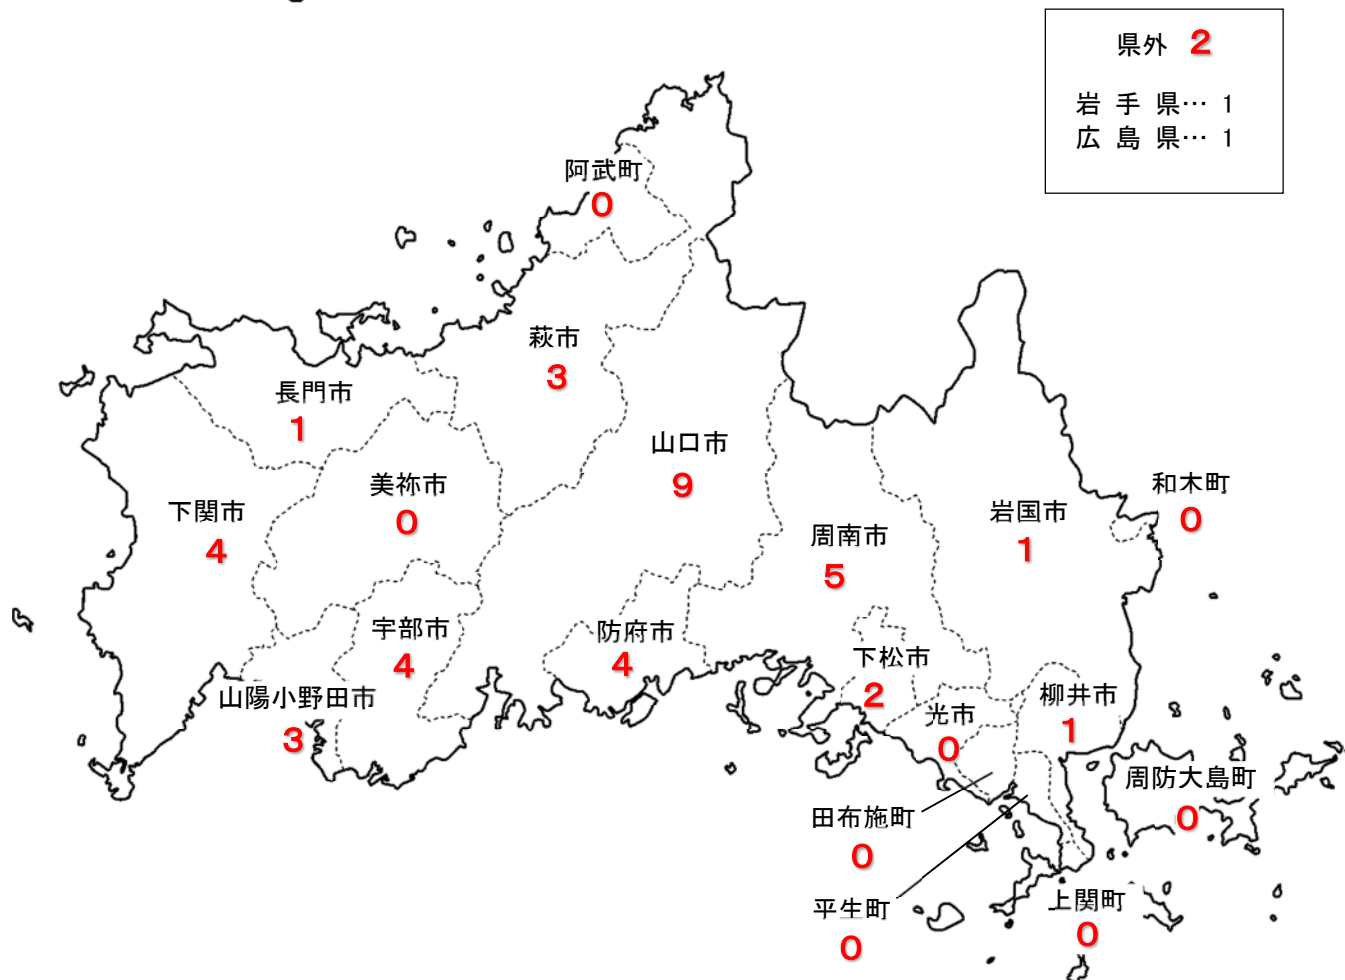 県外 2
岩手県… 1
広島県… 1
阿武町
0
萩市
3
長門市
1
山口市
9
美祢市
0
下関市
4
岩国市
1
和木町
0
周南市
5
宇部市
4
防府市
4
下松市
2
山陽小野田市
3
柳井市
1
光市
0
周防大島町
0
田布施町
0
平生町
0
上関町
0